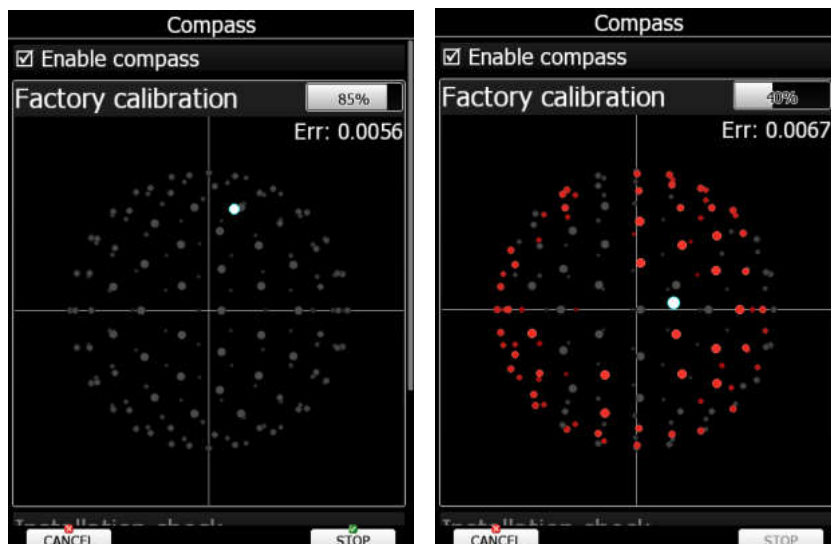 Compass
Enable compass
Factory calibration 85%
Err: 0.0056
CANCEL STOP
Compass
Enable compass
Factory calibration 40%
Err: 0.0067
CANCEL STOP